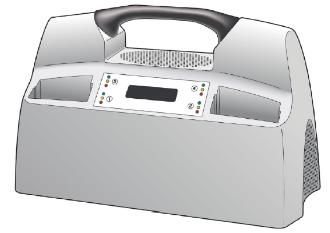 ③ ④
① ②